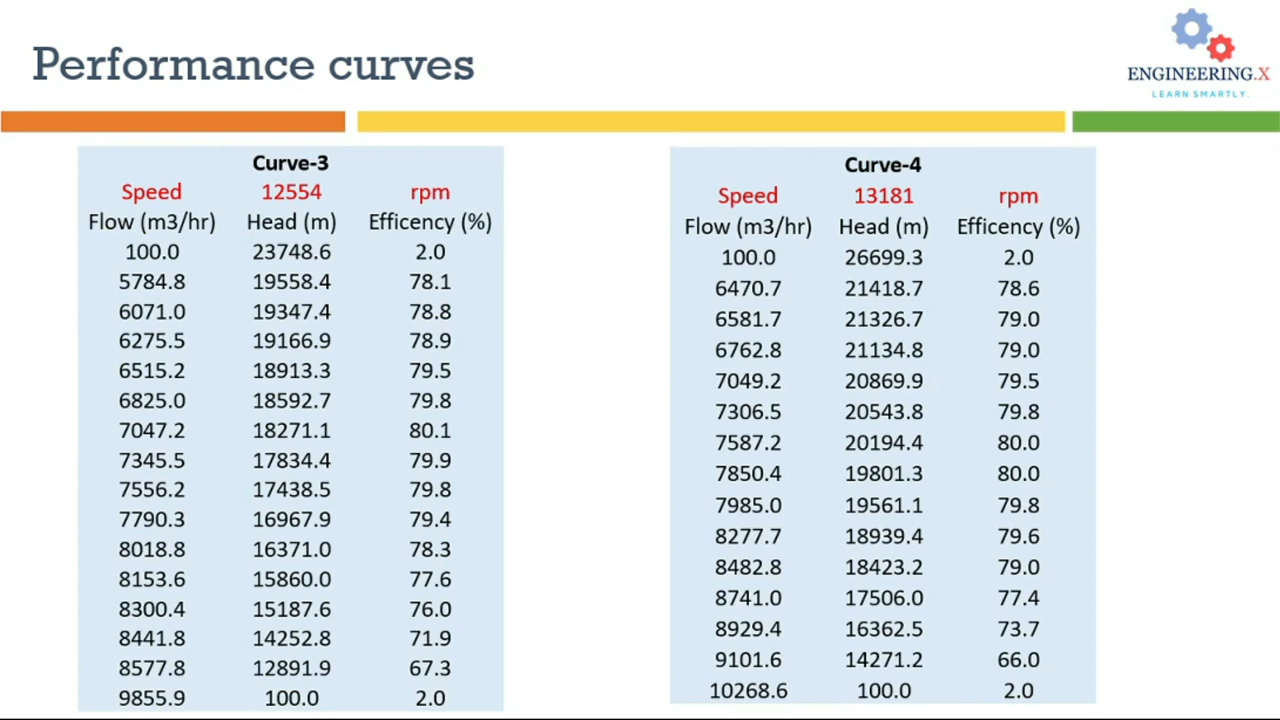 Performance curves
ENGINEERING.X
LEARN SMARTLY.
Curve-3
Speed 12554 rpm
Flow (m3/hr) Head (m) Efficency (%)
100.0 23748.6 2.0
5784.8 19558.4 78.1
6071.0 19347.4 78.8
6275.5 19166.9 78.9
6515.2 18913.3 79.5
6825.0 18592.7 79.8
7047.2 18271.1 80.1
7345.5 17834.4 79.9
7556.2 17438.5 79.8
7790.3 16967.9 79.4
8018.8 16371.0 78.3
8153.6 15860.0 77.6
8300.4 15187.6 76.0
8441.8 14252.8 71.9
8577.8 12891.9 67.3
9855.9 100.0 2.0
Curve-4
Speed 13181 rpm
Flow (m3/hr) Head (m) Efficency (%)
100.0 26699.3 2.0
6470.7 21418.7 78.6
6581.7 21326.7 79.0
6762.8 21134.8 79.0
7049.2 20869.9 79.5
7306.5 20543.8 79.8
7587.2 20194.4 80.0
7850.4 19801.3 80.0
7985.0 19561.1 79.8
8277.7 18939.4 79.6
8482.8 18423.2 79.0
8741.0 17506.0 77.4
8929.4 16362.5 73.7
9101.6 14271.2 66.0
10268.6 100.0 2.0